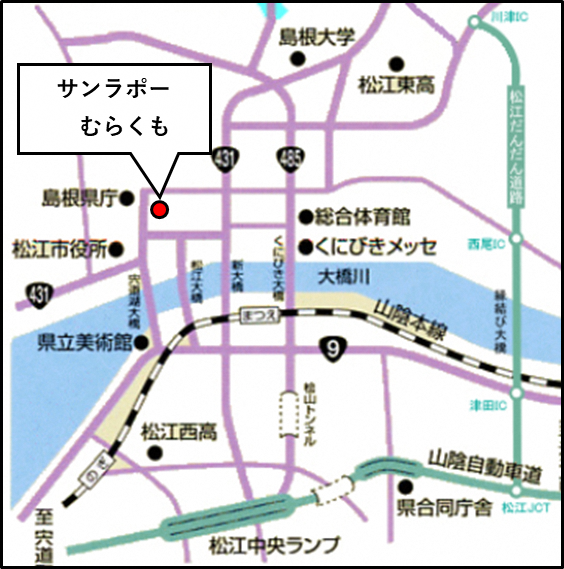 川津IC
島根大学
松江東高
サンラポー
むらくも
松江だんだん道路
431
485
島根県庁
総合体育館
松江市役所
くにびきメッセ
西尾IC
431
宍道湖大橋
松江大橋
新大橋
くにびき大橋
大橋川
縁結び大橋
まつえ
山陰本線
県立美術館
9
津田IC
桧山トンネル
松江西高
のぎ
山陰自動車道
県合同庁舎
松江JCT
至宍道
松江中央ランプ